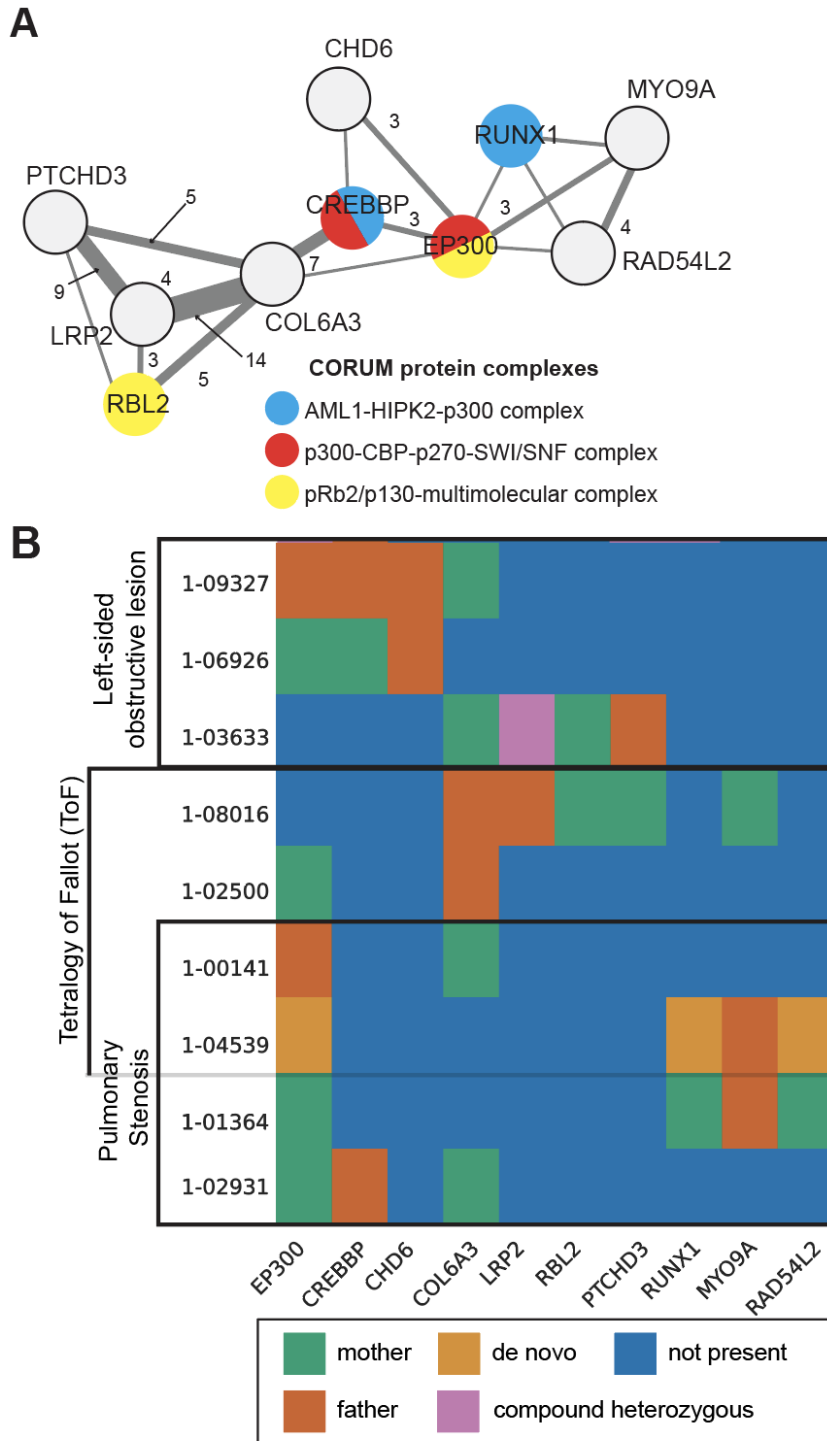 A
CHD6
MYO9A
3
RUNX1
PTCHD3
5
CREBBP
3
3
EP300
4
7
RAD54L2
9
4
COL6A3
LRP2
14
3
5
RBL2
CORUM protein complexes
AML1-HIPK2-p300 complex
p300-CBP-p270-SWI/SNF complex
pRb2/p130-multimolecular complex
B
Left-sided
obstructive lesion
1-09327
1-06926
1-03633
Tetralogy of Fallot (ToF)
1-08016
1-02500
Pulmonary
Stenosis
1-00141
1-04539
1-01364
1-02931
EP300
CREBBP
CHD6
COL6A3
LRP2
RBL2
PTCHD3
RUNX1
MYO9A
RAD54L2
mother
de novo
not present
father
compound heterozygous